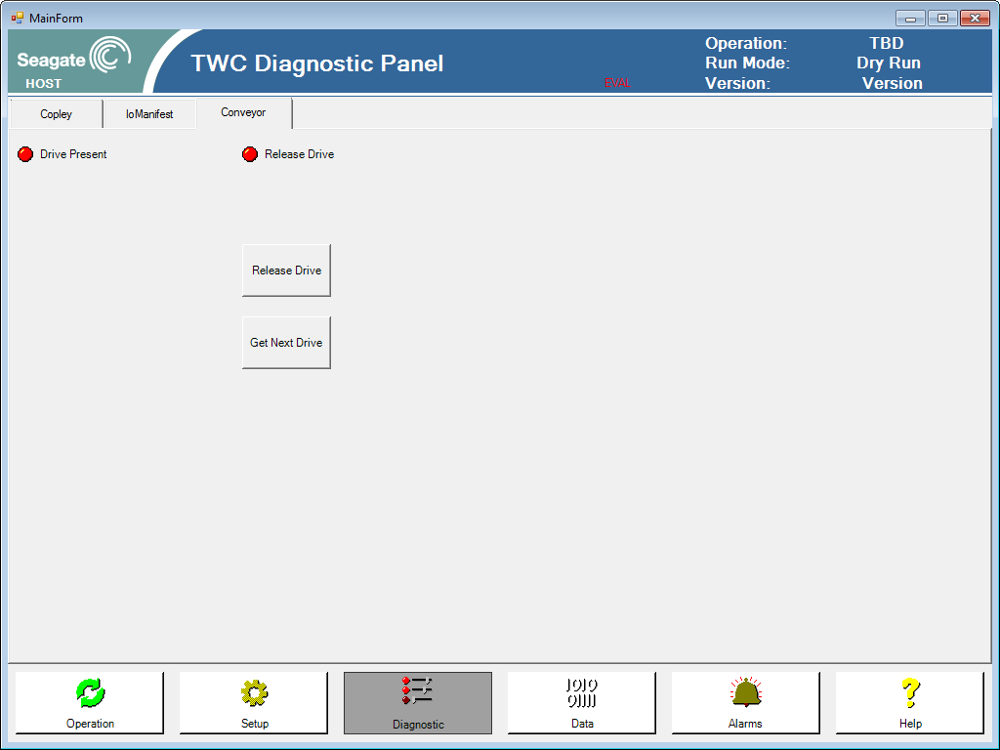 MainForm
Seagate
HOST
TWC Diagnostic Panel
EVAL
Operation: TBD
Run Mode: Dry Run
Version: Version
Copley IoManifest Conveyor
Drive Present Release Drive
Release Drive
Get Next Drive
1010
0111
Operation Setup Diagnostic Data Alarms Help